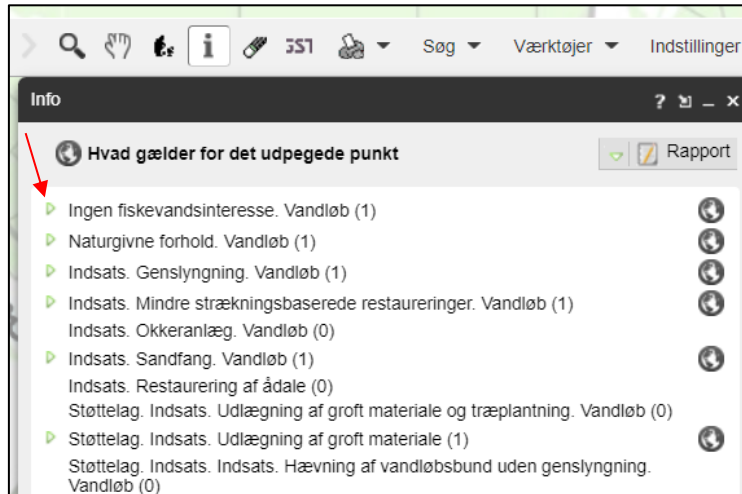 Søg Værktøjer Indstillinger
Info ?
Hvad gælder for det udpegede punkt Rapport
Ingen fiskevandsinteresse. Vandløb (1)
Naturgivne forhold. Vandløb (1)
Indsats. Genslyngning. Vandløb (1)
Indsats. Mindre strækningsbaserede restaureringer. Vandløb (1)
Indsats. Okkeranlæg. Vandløb (0)
Indsats. Sandfang. Vandløb (1)
Indsats. Restaurering af ådale (0)
Støttelag. Indsats. Udlægning af groft materiale og træplantning. Vandløb (0)
Støttelag. Indsats. Udlægning af groft materiale (1)
Støttelag. Indsats. Indsats. Hævning af vandløbsbund uden genslyngning.
Vandløb (0)